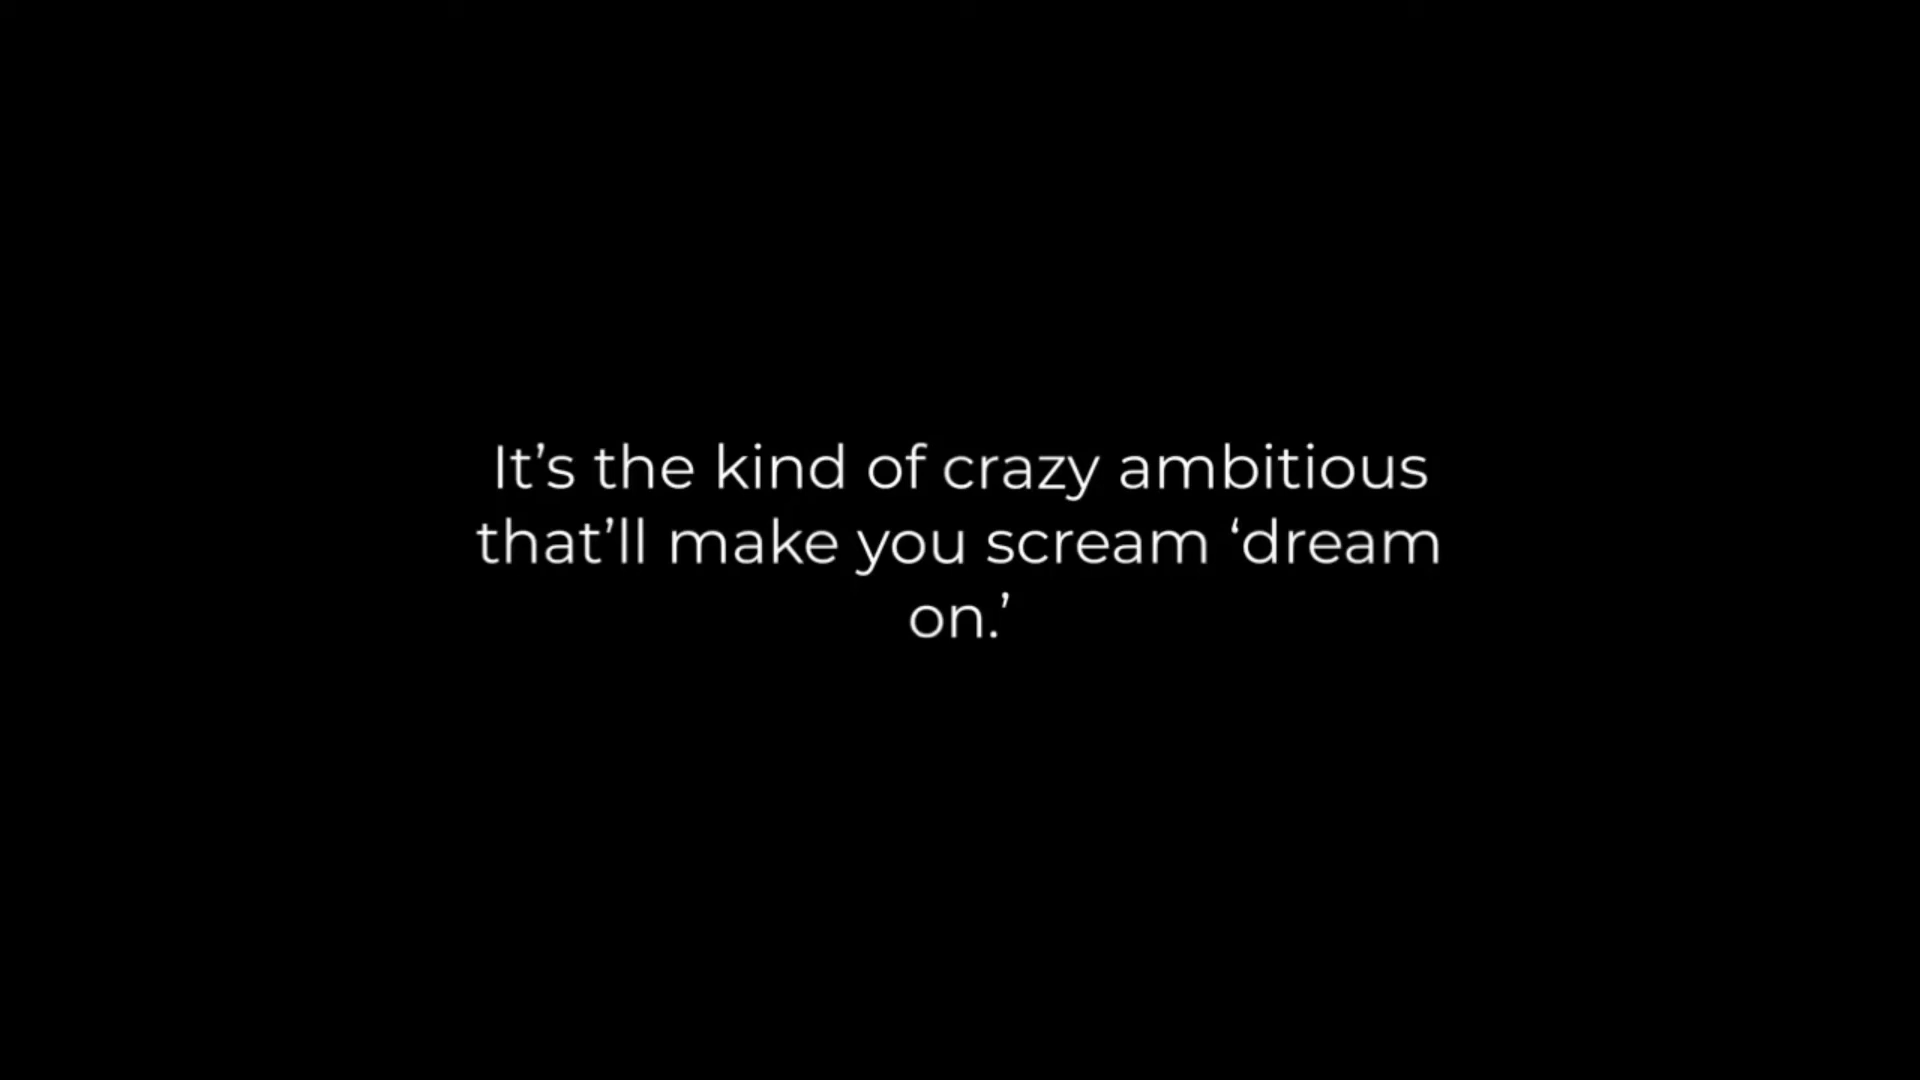 It’s the kind of crazy ambitious
that’ll make you scream ‘dream
on.’